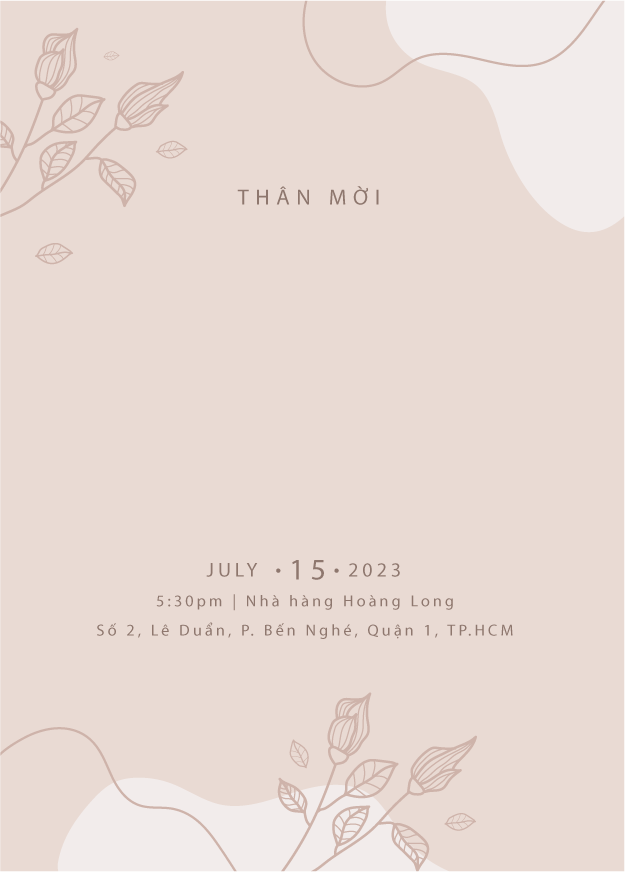 THÂN MỜI
JULY • 15 • 2023
5:30pm | Nhà hàng Hoàng Long
Số 2, Lê Duẩn, P. Bến Nghé, Quận 1, TP.HCM